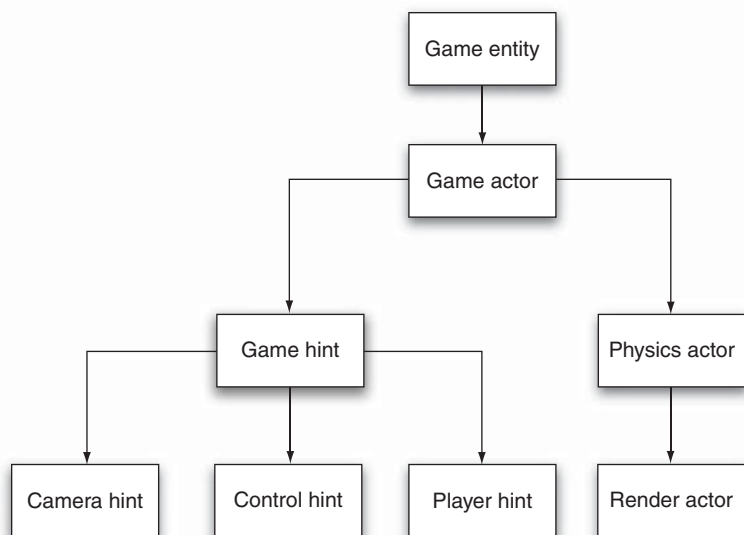 Game entity
Game actor
Game hint
Physics actor
Camera hint
Control hint
Player hint
Render actor